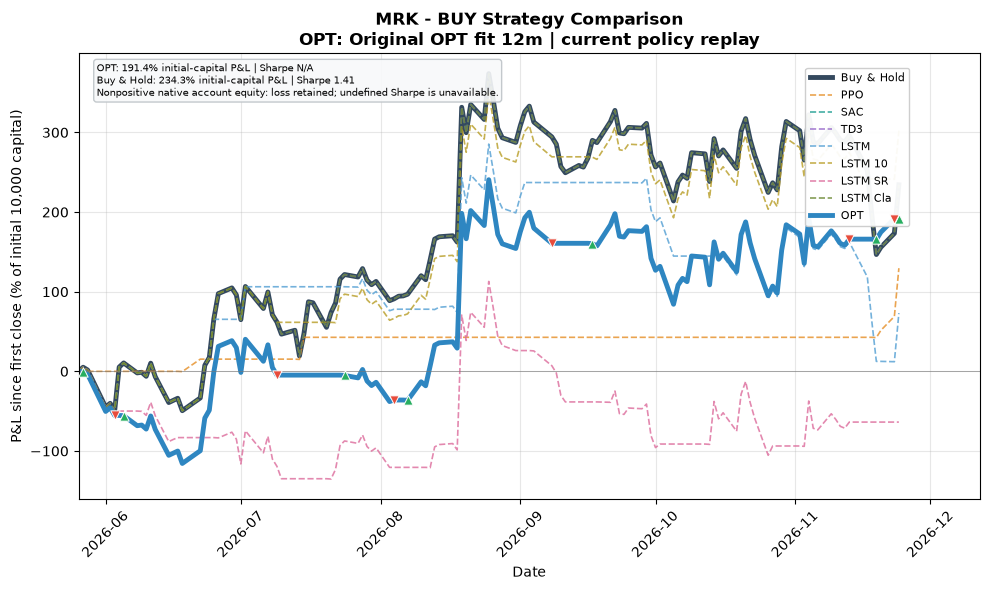 MRK - BUY Strategy Comparison
OPT: Original OPT fit 12m | current policy replay
OPT: 191.4% initial-capital P&L | Sharpe N/A
Buy & Hold: 234.3% initial-capital P&L | Sharpe 1.41
Nonpositive native account equity: loss retained; undefined Sharpe is unavailable.
Buy & Hold
PPO
SAC
TD3
LSTM
LSTM 10
LSTM SR
LSTM Cla
OPT
P&L since first close (% of initial 10,000 capital)
300
200
100
0
−100
2026-06
2026-07
2026-08
2026-09
2026-10
2026-11
2026-12
Date